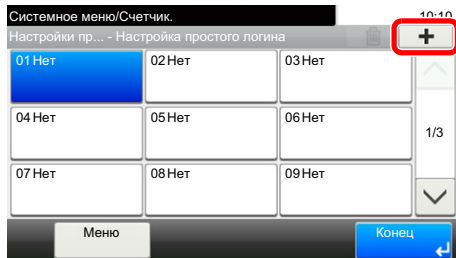 Системное меню/Счетчик. 10:10
Настройки пр... - Настройка простого логина
01 Нет 02 Нет 03 Нет
04 Нет 05 Нет 06 Нет
1/3
07 Нет 08 Нет 09 Нет
Меню Конец